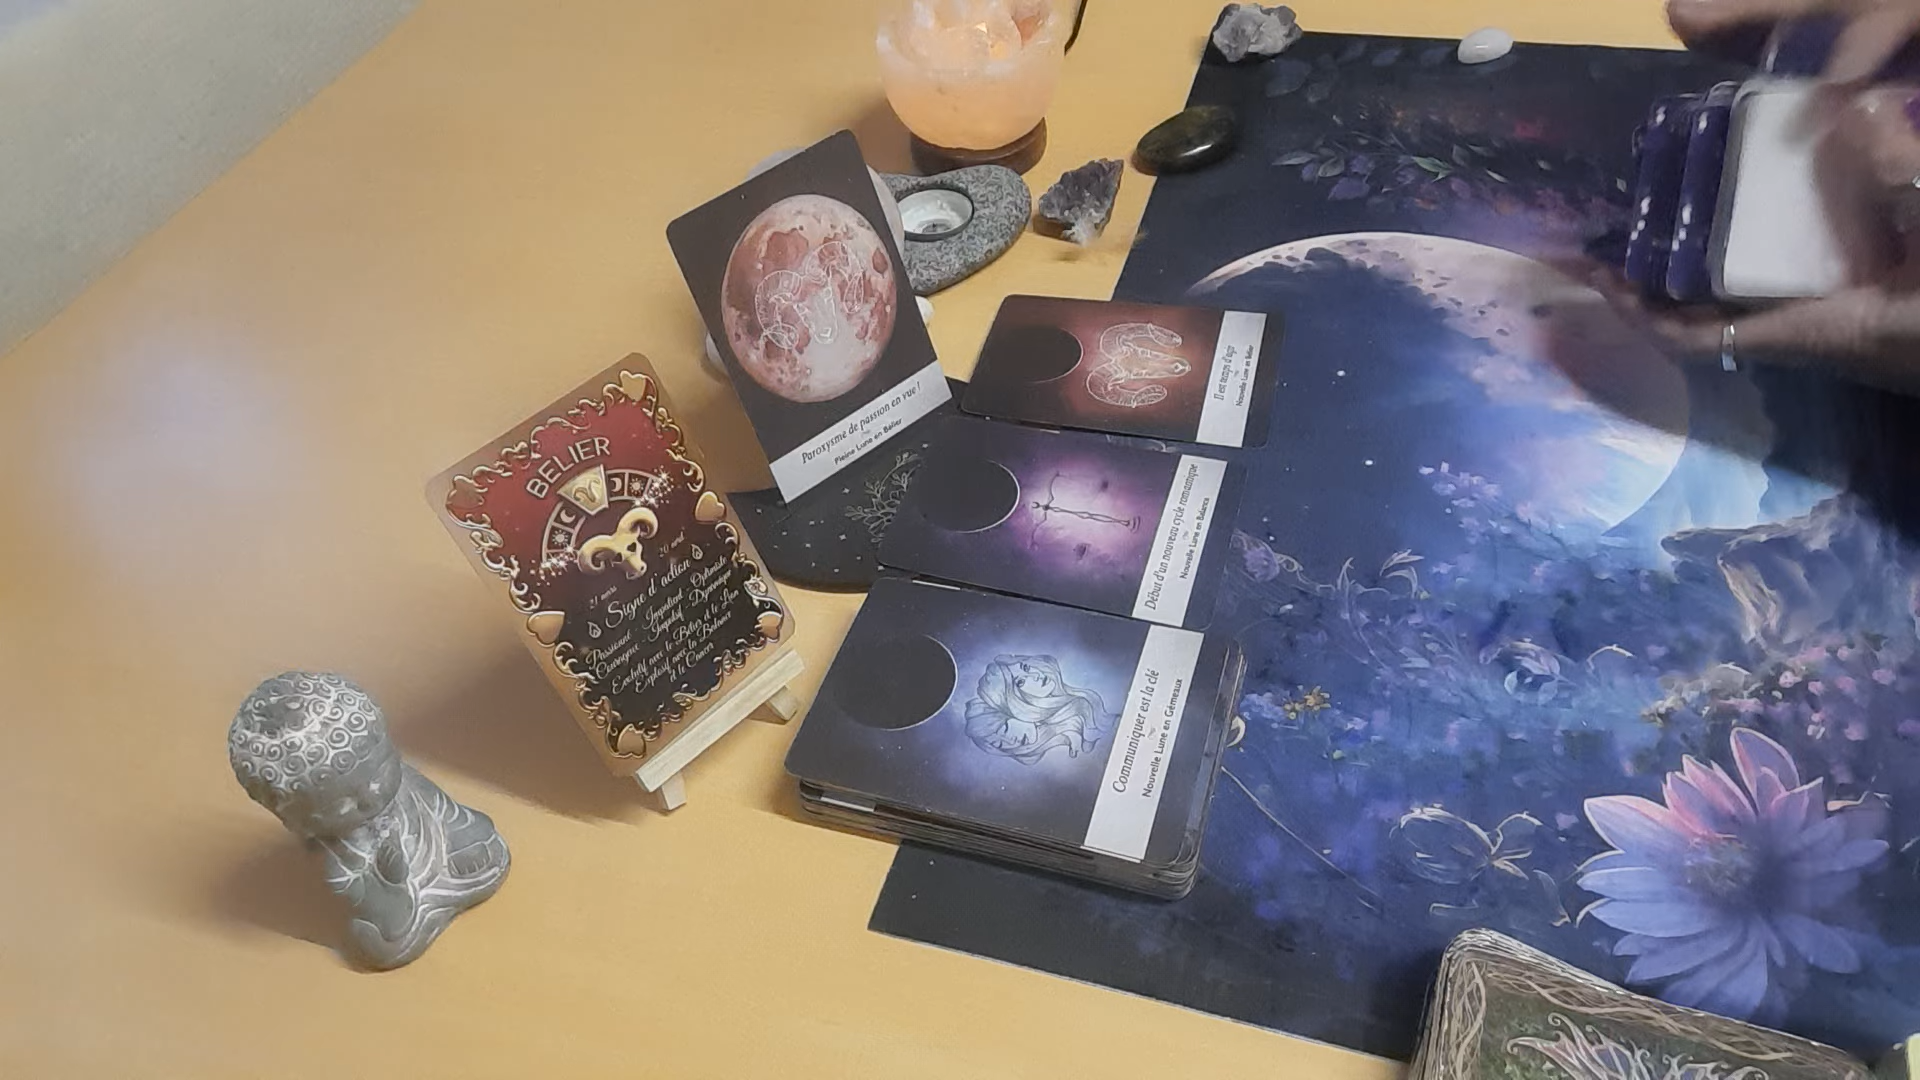 Paroxysme de passion en vue !
Pleine Lune en Bélier
Il est temps d'agir
Nouvelle Lune en Bélier
Début d'un nouveau cycle romantique
Nouvelle Lune en Balance
Communiquer est la clé
Nouvelle Lune en Gémeaux
BELIER
21 mars
20 avril
Signe d'action
Passionné - Impatient - Optimiste
Courageux - Impulsif - Dynamique
Evolutif avec le Bélier et le Lion
Explosif avec la Balance
et le Cancer